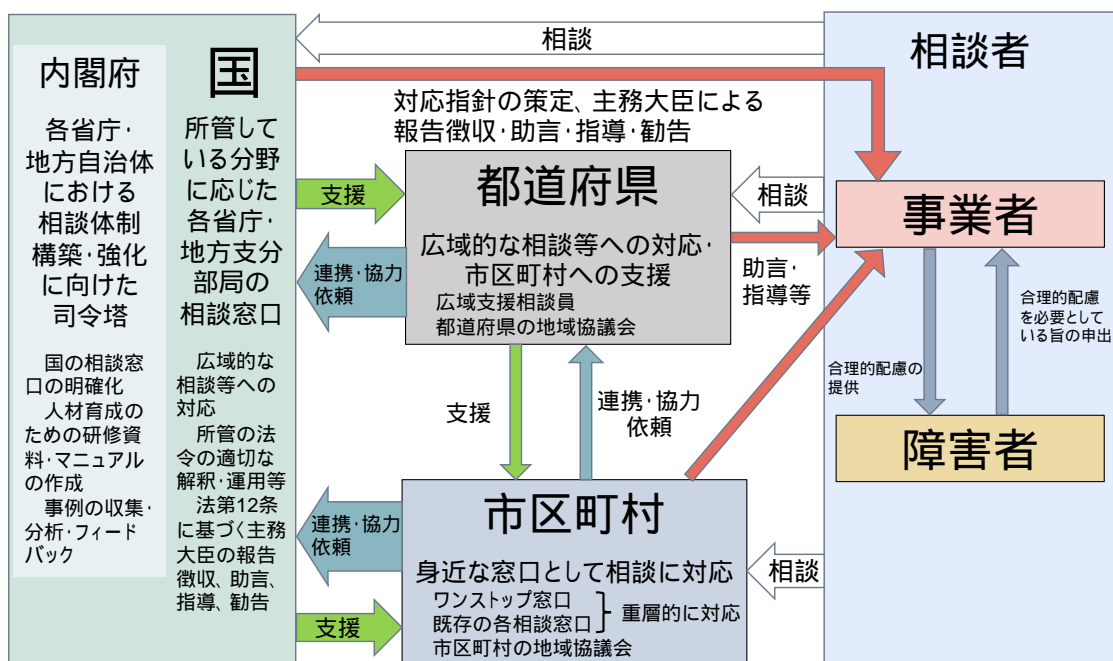 内閣府
各省庁・
地方自治体
における
相談体制
構築・強化
に向けた
司令塔
国の相談窓
口の明確化
人材育成の
ための研修資
料・マニュアル
の作成
事例の収集・
分析・フィード
バック
国
所管して
いる分野
に応じた
各省庁・
地方支分
部局の
相談窓口
広域的な
相談等への
対応
所管の法
令の適切な
解釈・運用等
法第12条
に基づく主務
大臣の報告
徴収、助言、
指導、勧告
相談
対応指針の策定、主務大臣による
報告徴収・助言・指導・勧告
支援
連携・協力
依頼
都道府県
広域的な相談等への対応・
市区町村への支援
広域支援相談員
都道府県の地域協議会
相談
助言・
指導等
支援
連携・協力
依頼
連携・協力
依頼
支援
市区町村
身近な窓口として相談に対応
ワンストップ窓口
既存の各相談窓口
重層的に対応
市区町村の地域協議会
相談
相談者
事業者
合理的配慮
を必要として
いる旨の申出
合理的配慮の
提供
障害者